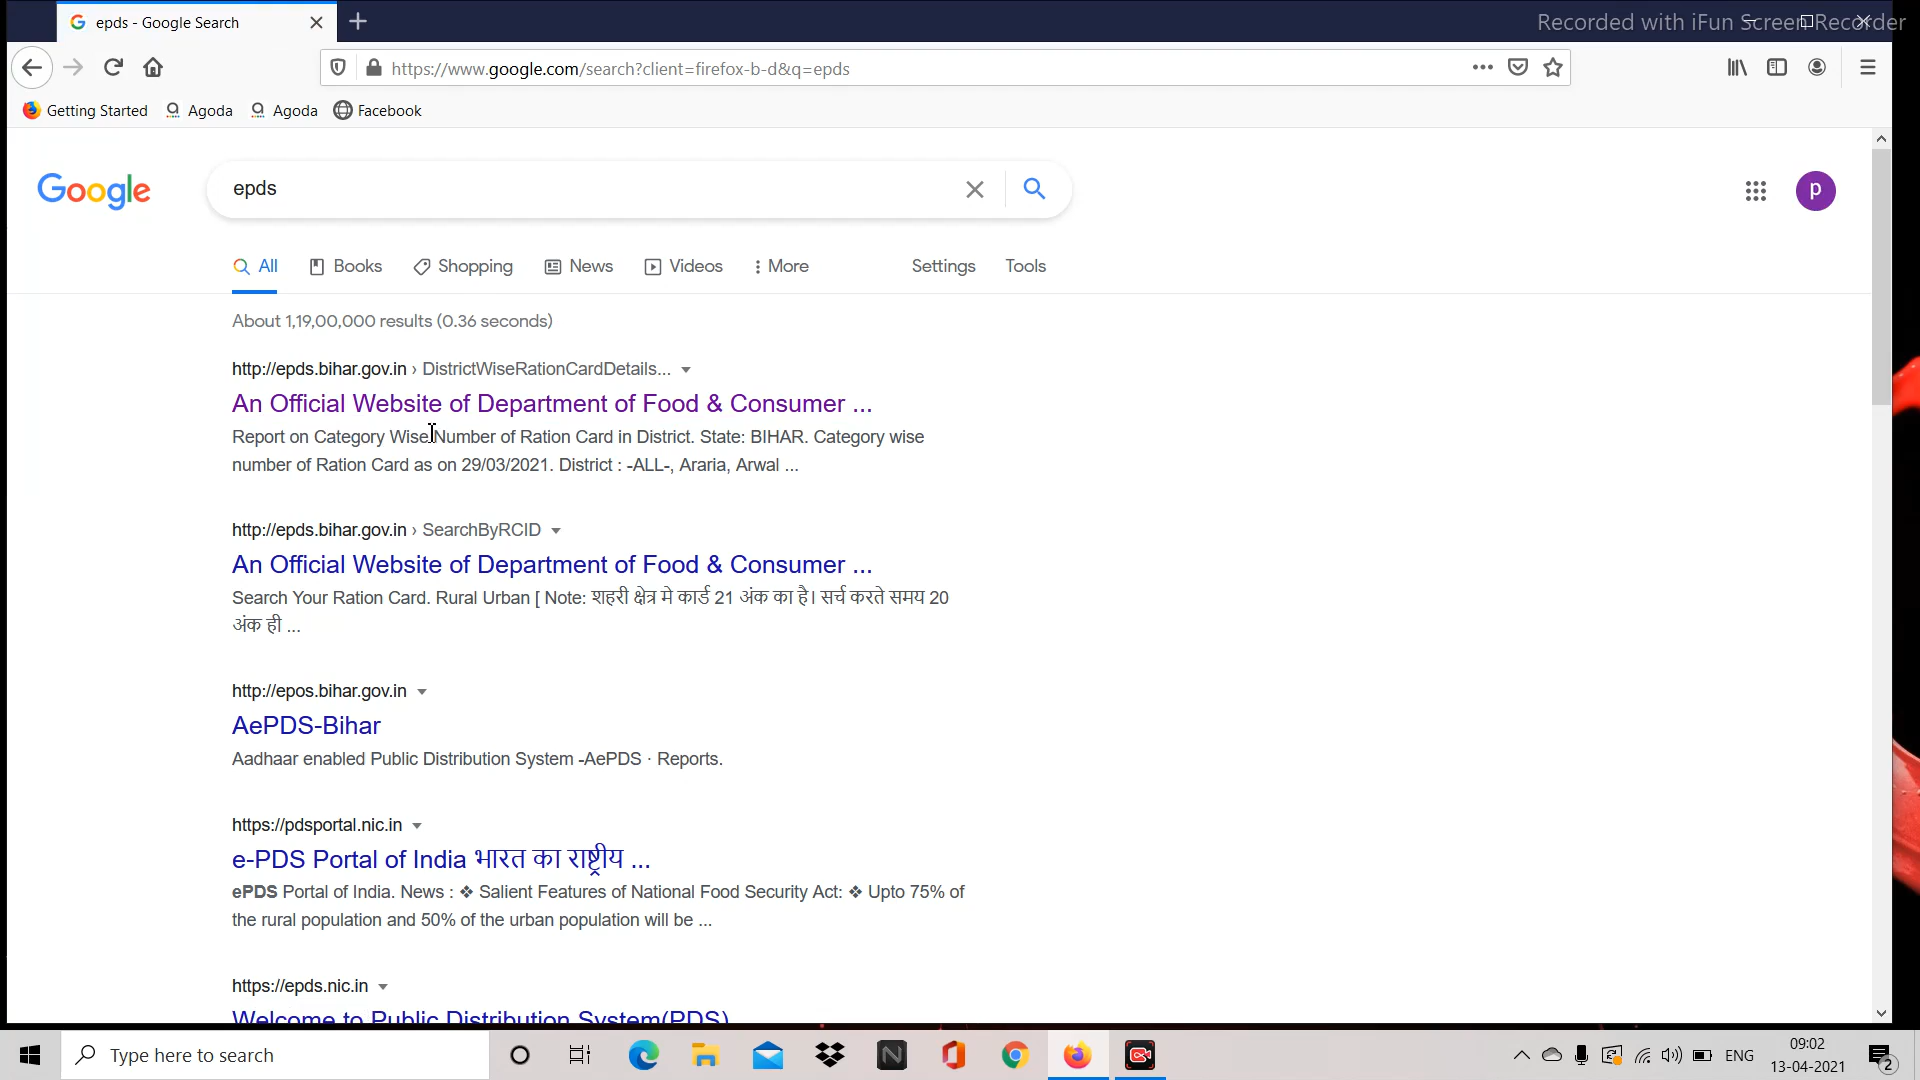 epds - Google Search
Recorded with iFun Screen Recorder
https://www.google.com/search?client=firefox-b-d&q=epds
Getting Started Agoda Agoda Facebook
Google
epds
p
All Books Shopping News Videos More Settings Tools
About 1,19,00,000 results (0.36 seconds)
http://epds.bihar.gov.in › DistrictWiseRationCardDetails...
An Official Website of Department of Food & Consumer ...
Report on Category Wise Number of Ration Card in District. State: BIHAR. Category wise
number of Ration Card as on 29/03/2021. District : -ALL-, Araria, Arwal ...
http://epds.bihar.gov.in › SearchByRCID
An Official Website of Department of Food & Consumer ...
Search Your Ration Card. Rural Urban [ Note: शहरी क्षेत्र मे कार्ड 21 अंक का है। सर्च करते समय 20
अंक ही ...
http://epos.bihar.gov.in
AePDS-Bihar
Aadhaar enabled Public Distribution System -AePDS · Reports.
https://pdsportal.nic.in
e-PDS Portal of India भारत का राष्ट्रीय ...
ePDS Portal of India. News : ❖ Salient Features of National Food Security Act: ❖ Upto 75% of
the rural population and 50% of the urban population will be ...
https://epds.nic.in
Welcome to Public Distribution System(PDS)
Type here to search
ENG
09:02
13-04-2021
2